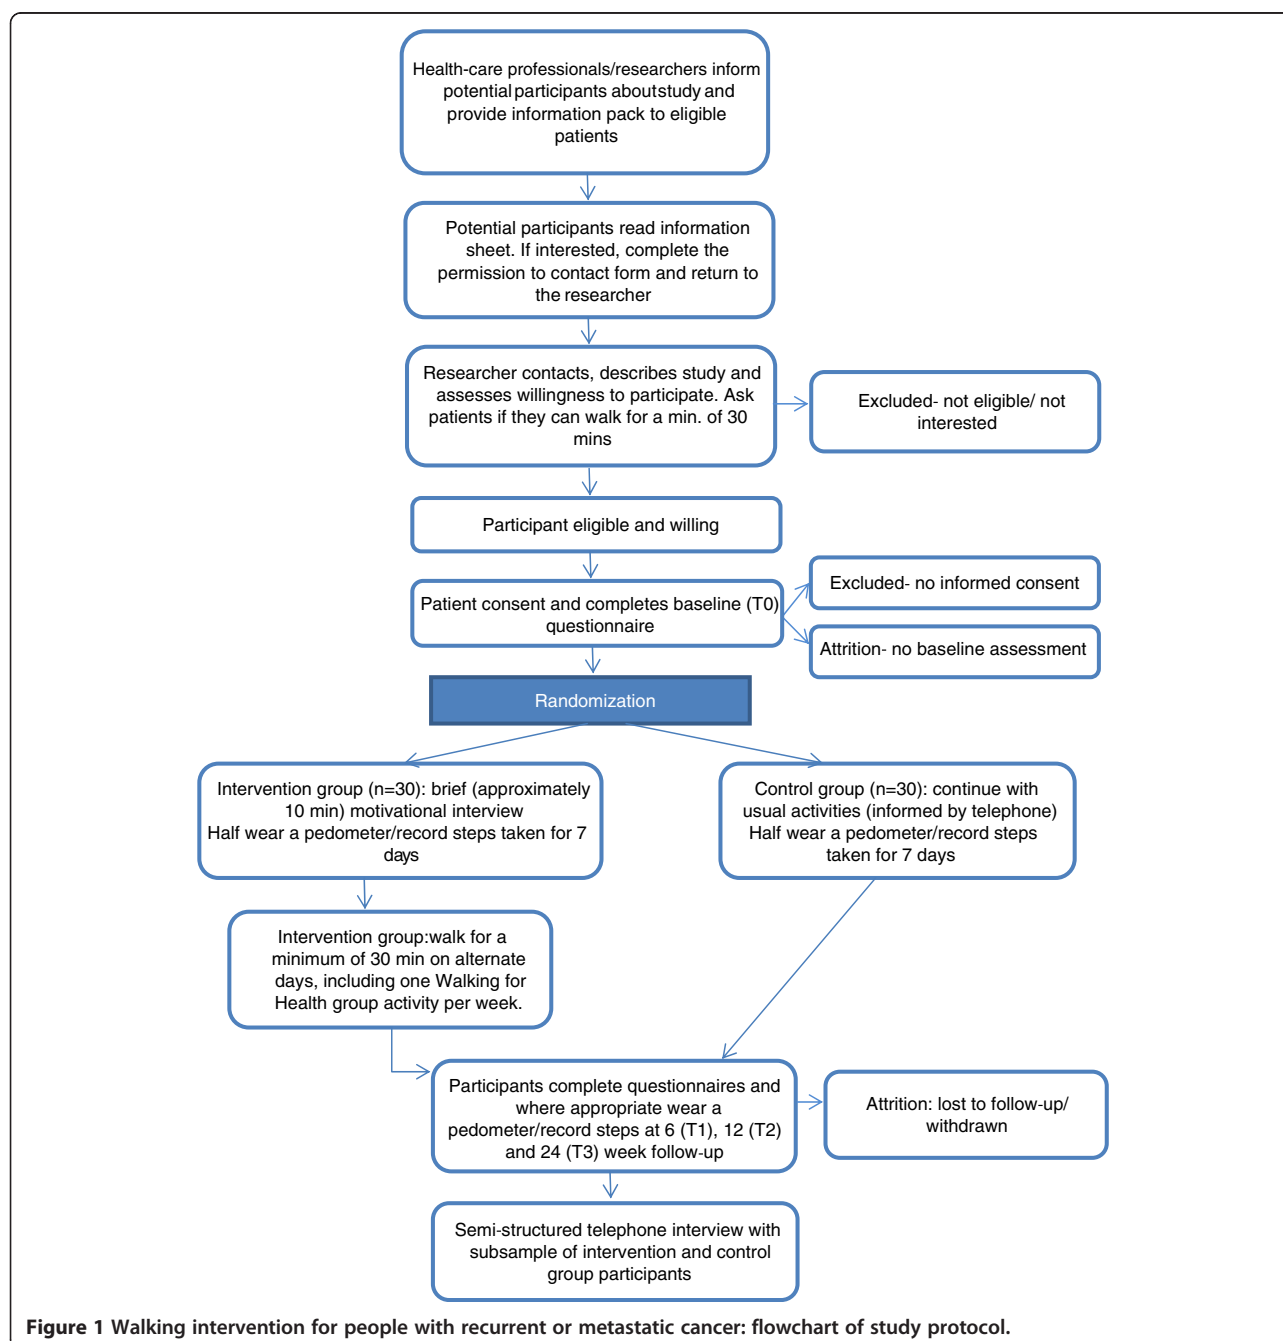 Health-care professionals/researchers inform
potential participants aboutstudy and
provide information pack to eligible
patients
Potential participants read information
sheet. If interested, complete the
permission to contact form and return to
the researcher
Researcher contacts, describes study and
assesses willingness to participate. Ask
patients if they can walk for a min. of 30
mins
Excluded- not eligible/ not
interested
Participant eligible and willing
Patient consent and completes baseline (T0)
questionnaire
Excluded- no informed consent
Attrition- no baseline assessment
Randomization
Intervention group (n=30): brief (approximately
10 min) motivational interview
Half wear a pedometer/record steps taken for 7
days
Control group (n=30): continue with
usual activities (informed by telephone)
Half wear a pedometer/record steps
taken for 7 days
Intervention group:walk for a
minimum of 30 min on alternate
days, including one Walking for
Health group activity per week.
Participants complete questionnaires and
where appropriate wear a
pedometer/record steps at 6 (T1), 12 (T2)
and 24 (T3) week follow-up
Attrition: lost to follow-up/
withdrawn
Semi-structured telephone interview with
subsample of intervention and control
group participants
Figure 1 Walking intervention for people with recurrent or metastatic cancer: flowchart of study protocol.